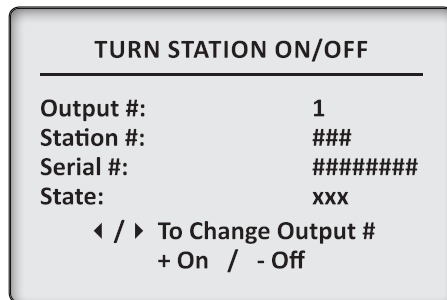 TURN STATION ON/OFF
Output #: 1
Station #: ###
Serial #: ########
State: xxx
◂ / ▸ To Change Output #
+ On / - Off